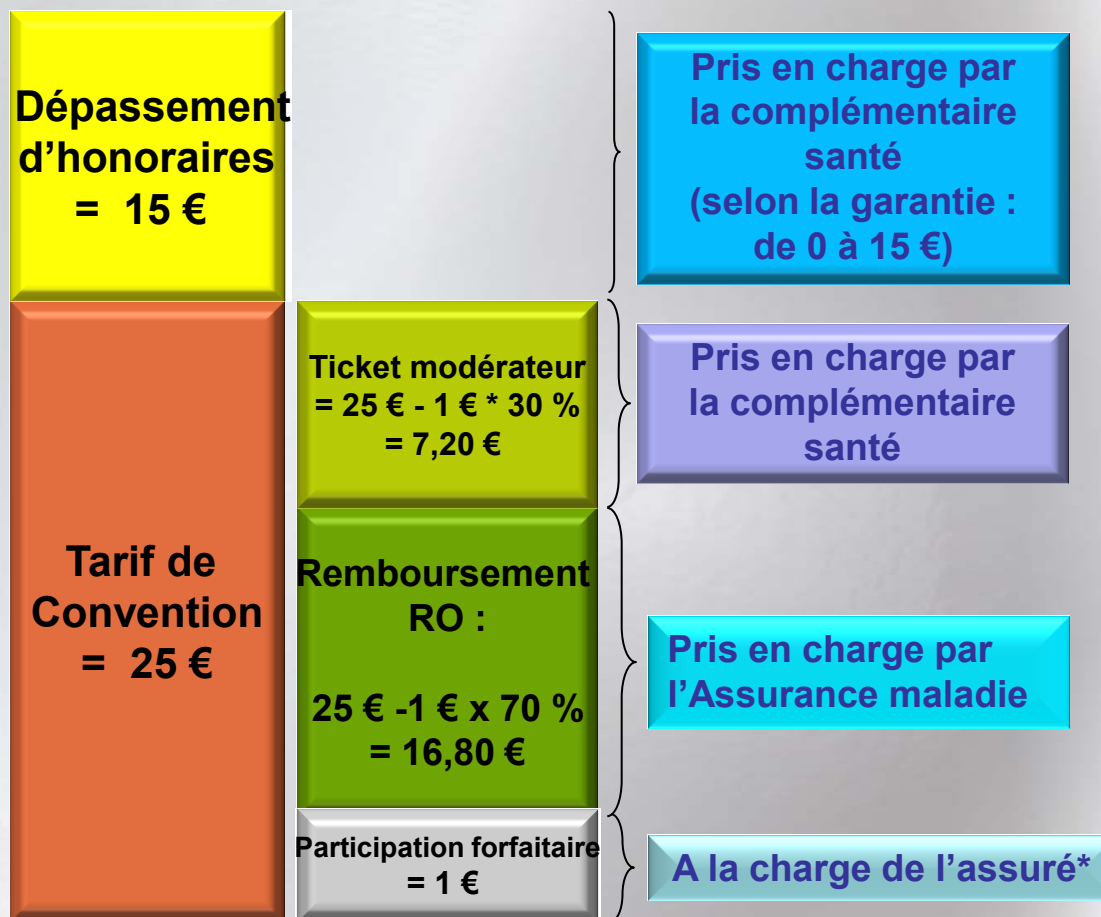 Dépassement
d’honoraires
= 15 €
Pris en charge par
la complémentaire
santé
(selon la garantie :
de 0 à 15 €)
Tarif de
Convention
= 25 €
Ticket modérateur
= 25 € - 1 € * 30 %
= 7,20 €
Pris en charge par
la complémentaire
santé
Remboursement
RO :
25 € -1 € x 70 %
= 16,80 €
Pris en charge par
l’Assurance maladie
Participation forfaitaire
= 1 €
A la charge de l’assuré*